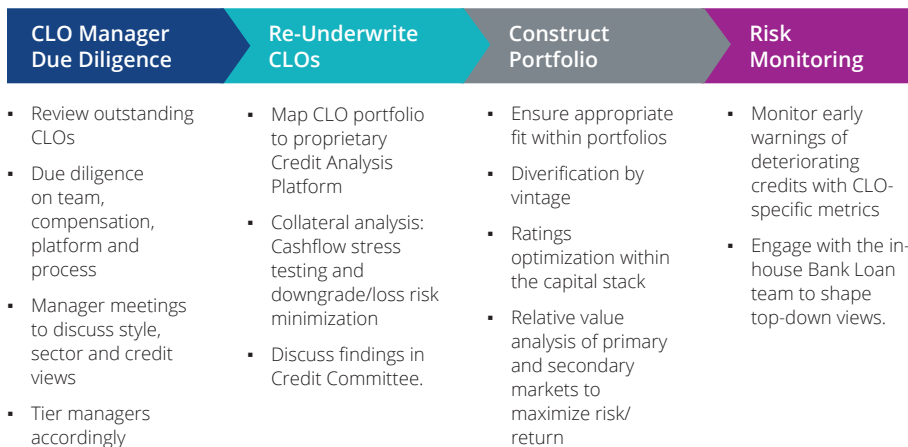 CLO Manager
Due Diligence
▪ Review outstanding
CLOs
▪ Due diligence
on team,
compensation,
platform and
process
▪ Manager meetings
to discuss style,
sector and credit
views
▪ Tier managers
accordingly
Re-Underwrite
CLOs
▪ Map CLO portfolio
to proprietary
Credit Analysis
Platform
▪ Collateral analysis:
Cashflow stress
testing and
downgrade/loss risk
minimization
▪ Discuss findings in
Credit Committee.
Construct
Portfolio
▪ Ensure appropriate
fit within portfolios
▪ Diverification by
vintage
▪ Ratings
optimization within
the capital stack
▪ Relative value
analysis of primary
and secondary
markets to
maximize risk/
return
Risk
Monitoring
▪ Monitor early
warnings of
deteriorating
credits with CLO-
specific metrics
▪ Engage with the in-
house Bank Loan
team to shape
top-down views.